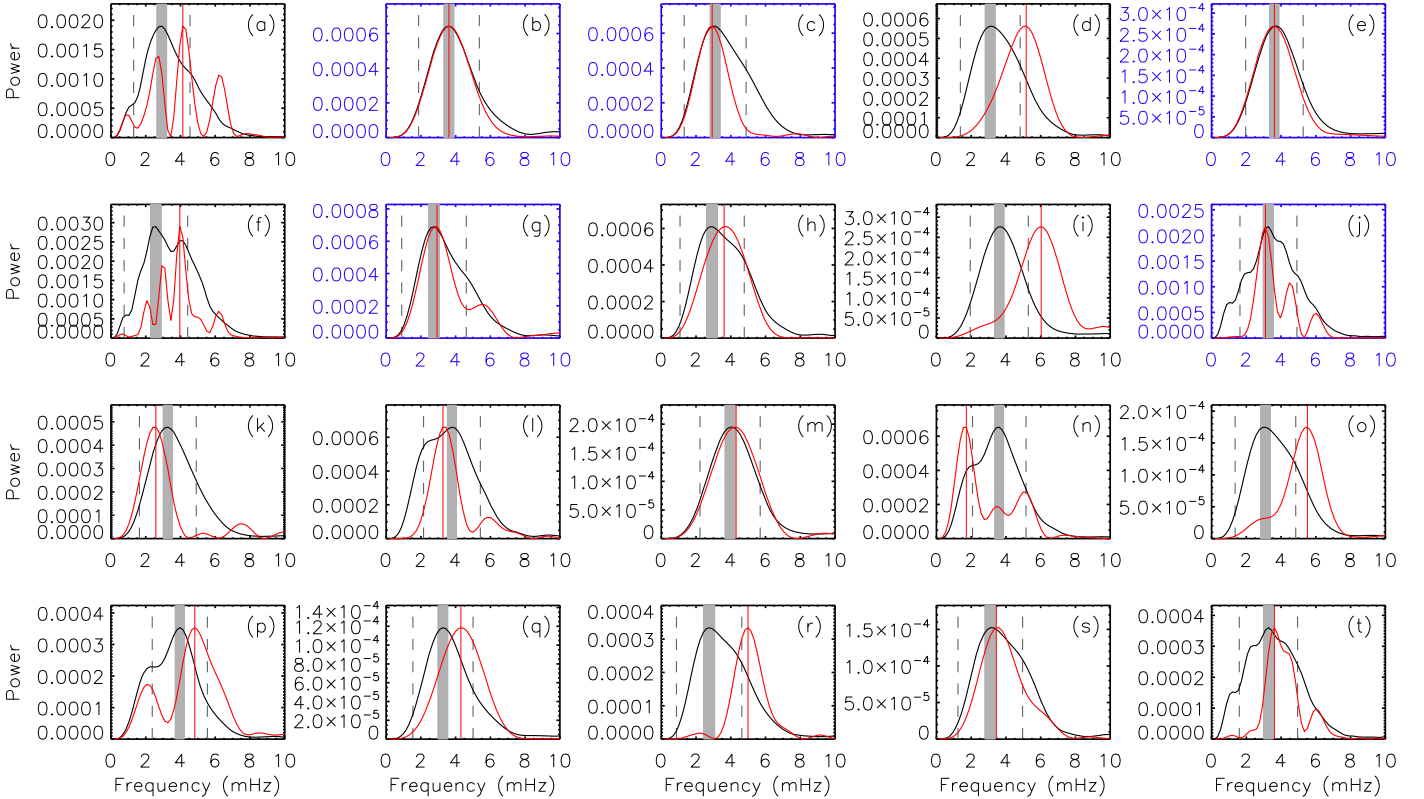 Power
0.0020
0.0015
0.0010
0.0005
0.0000
(a)
0 2 4 6 8 10
0.0006
0.0004
0.0002
0.0000
(b)
0 2 4 6 8 10
0.0006
0.0004
0.0002
0.0000
(c)
0 2 4 6 8 10
0.0006
0.0005
0.0004
0.0003
0.0002
0.0001
0.0000
(d)
0 2 4 6 8 10
3.0×10⁻⁴
2.5×10⁻⁴
2.0×10⁻⁴
1.5×10⁻⁴
1.0×10⁻⁴
5.0×10⁻⁵
0
(e)
0 2 4 6 8 10
Power
0.0030
0.0025
0.0020
0.0015
0.0010
0.0005
0.0000
(f)
0 2 4 6 8 10
0.0008
0.0006
0.0004
0.0002
0.0000
(g)
0 2 4 6 8 10
0.0006
0.0004
0.0002
0.0000
(h)
0 2 4 6 8 10
3.0×10⁻⁴
2.5×10⁻⁴
2.0×10⁻⁴
1.5×10⁻⁴
1.0×10⁻⁴
5.0×10⁻⁵
0
(i)
0 2 4 6 8 10
0.0025
0.0020
0.0015
0.0010
0.0005
0.0000
(j)
0 2 4 6 8 10
Power
0.0005
0.0004
0.0003
0.0002
0.0001
0.0000
(k)
0 2 4 6 8 10
0.0006
0.0004
0.0002
0.0000
(l)
0 2 4 6 8 10
2.0×10⁻⁴
1.5×10⁻⁴
1.0×10⁻⁴
5.0×10⁻⁵
0
(m)
0 2 4 6 8 10
0.0006
0.0004
0.0002
0.0000
(n)
0 2 4 6 8 10
2.0×10⁻⁴
1.5×10⁻⁴
1.0×10⁻⁴
5.0×10⁻⁵
0
(o)
0 2 4 6 8 10
Power
0.0004
0.0003
0.0002
0.0001
0.0000
(p)
0 2 4 6 8 10
Frequency (mHz)
1.4×10⁻⁴
1.2×10⁻⁴
1.0×10⁻⁴
8.0×10⁻⁵
6.0×10⁻⁵
4.0×10⁻⁵
2.0×10⁻⁵
0
(q)
0 2 4 6 8 10
Frequency (mHz)
0.0004
0.0003
0.0002
0.0001
0.0000
(r)
0 2 4 6 8 10
Frequency (mHz)
1.5×10⁻⁴
1.0×10⁻⁴
5.0×10⁻⁵
0
(s)
0 2 4 6 8 10
Frequency (mHz)
0.0004
0.0003
0.0002
0.0001
0.0000
(t)
0 2 4 6 8 10
Frequency (mHz)